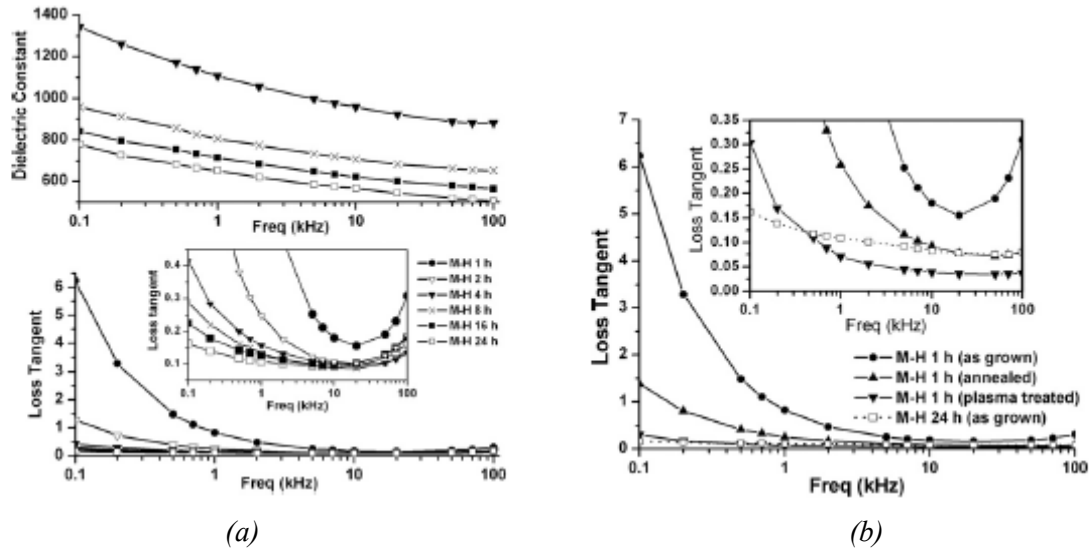 1400
1200
1000
800
600
Dielectric Constant
0.1 1 10 100
Freq (kHz)
6
5
4
3
2
1
0
Loss Tangent
0.1 1 10 100
Freq (kHz)
0.4
0.3
0.2
0.1
Loss tangent
0.1 1 10 100
Freq (kHz)
M-H 1 h
M-H 2 h
M-H 4 h
M-H 8 h
M-H 16 h
M-H 24 h
(a)
7
6
5
4
3
2
1
0
Loss Tangent
0.1 1 10 100
Freq (kHz)
0.35
0.30
0.25
0.20
0.15
0.10
0.05
0.00
Loss Tangent
0.1 1 10 100
Freq (kHz)
M-H 1 h (as grown)
M-H 1 h (annealed)
M-H 1 h (plasma treated)
M-H 24 h (as grown)
(b)